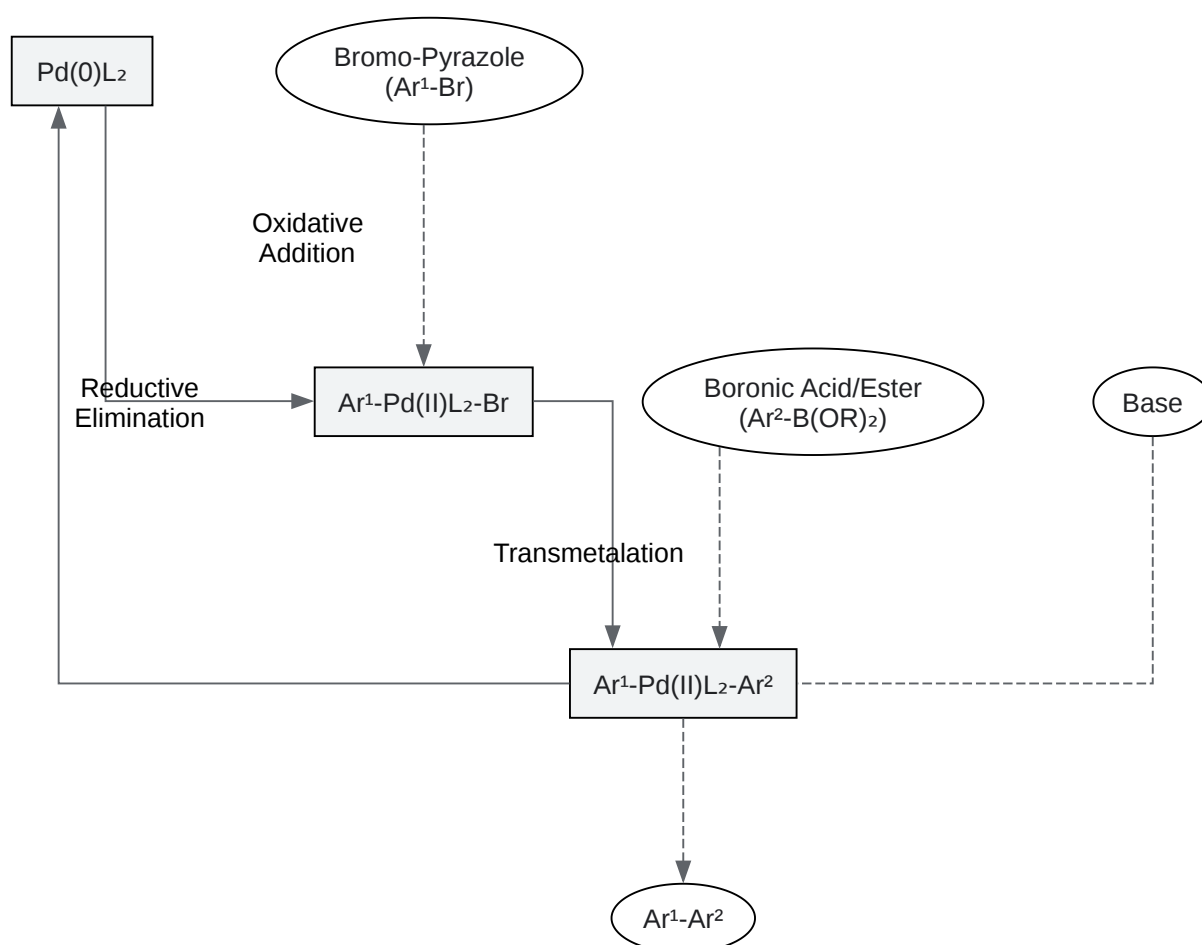 Pd(0)L₂
Bromo-Pyrazole
(Ar¹-Br)
Oxidative
Addition
Reductive
Elimination
Ar¹-Pd(II)L₂-Br
Boronic Acid/Ester
(Ar²-B(OR)₂)
Base
Transmetalation
Ar¹-Pd(II)L₂-Ar²
Ar¹-Ar²